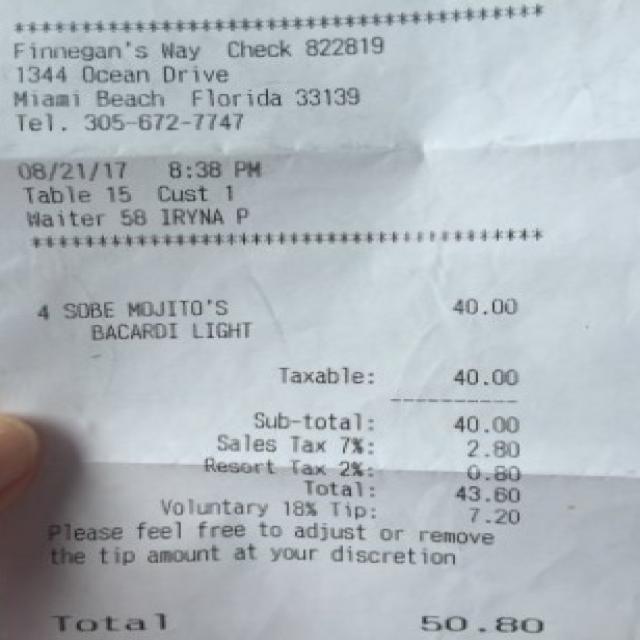 ***************************************
Finnegan's Way  Check 822819
1344 Ocean Drive
Miami Beach  Florida 33139
Tel. 305-672-7747
08/21/17  8:38 PM
Table 15  Cust 1
Waiter 58 IRYNA P
***************************************
4 SOBE MOJITO'S 40.00
BACARDI LIGHT
Taxable: 40.00
----------
Sub-total: 40.00
Sales Tax 7%: 2.80
Resort Tax 2%: 0.80
Total: 43.60
Voluntary 18% Tip: 7.20
Please feel free to adjust or remove
the tip amount at your discretion
Total 50.80